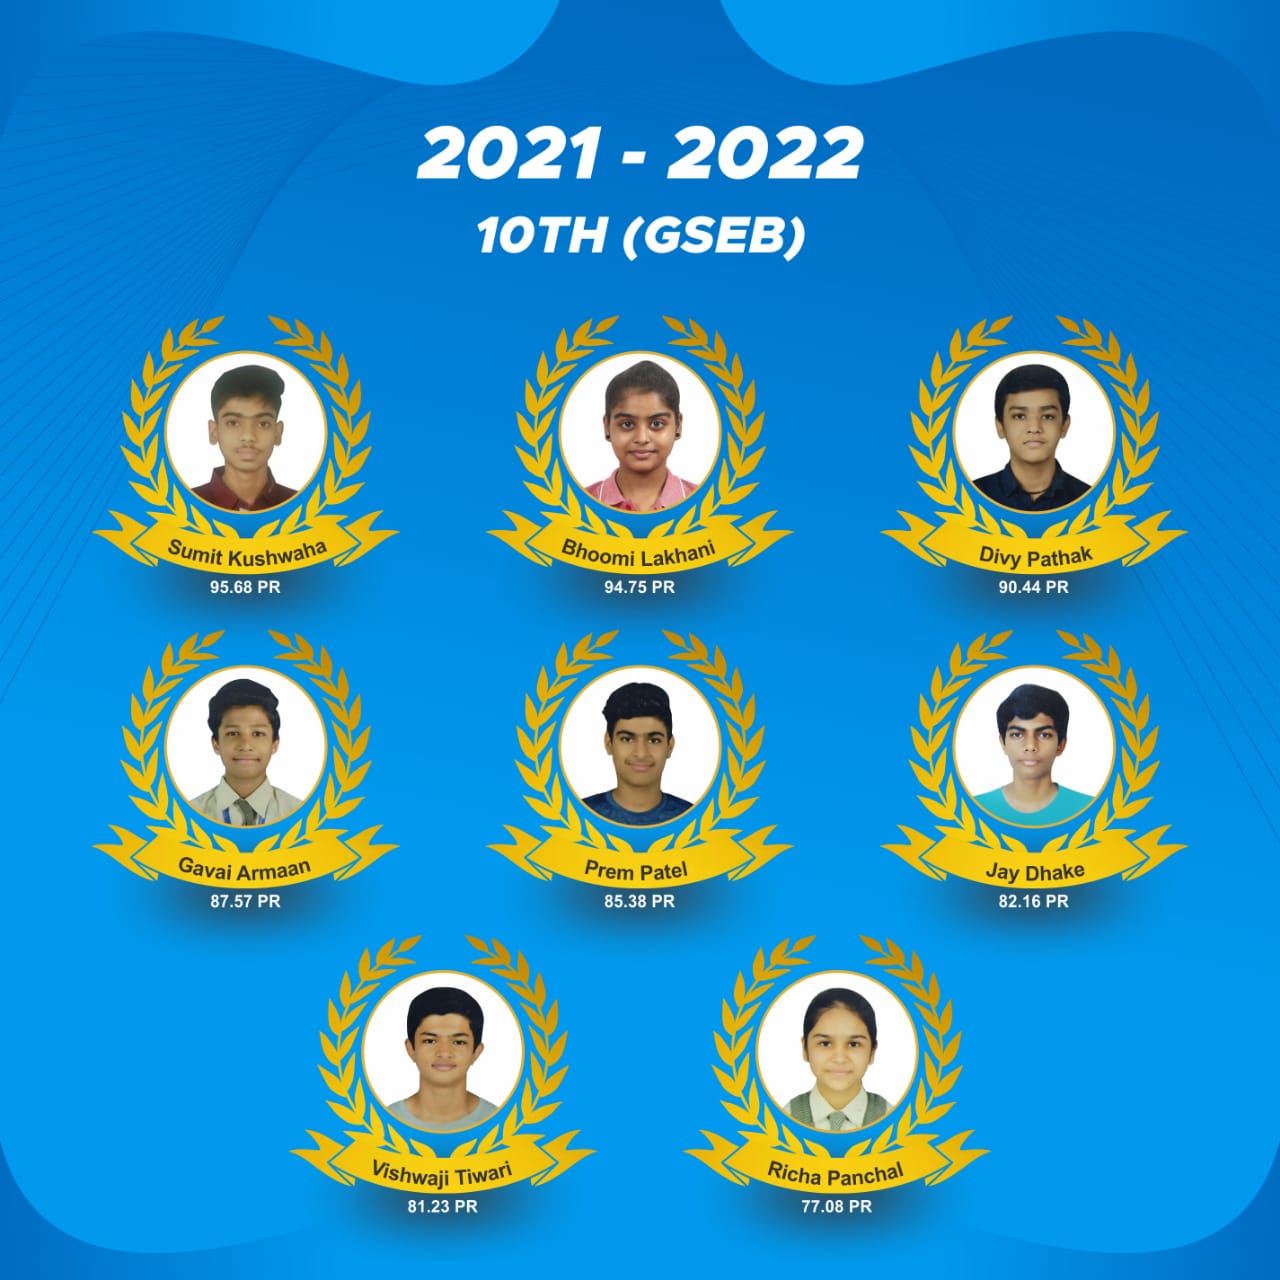 2021 - 2022
10TH (GSEB)
Sumit Kushwaha
95.68 PR
Bhoomi Lakhani
94.75 PR
Divy Pathak
90.44 PR
Gavai Armaan
87.57 PR
Prem Patel
85.38 PR
Jay Dhake
82.16 PR
Vishwaji Tiwari
81.23 PR
Richa Panchal
77.08 PR